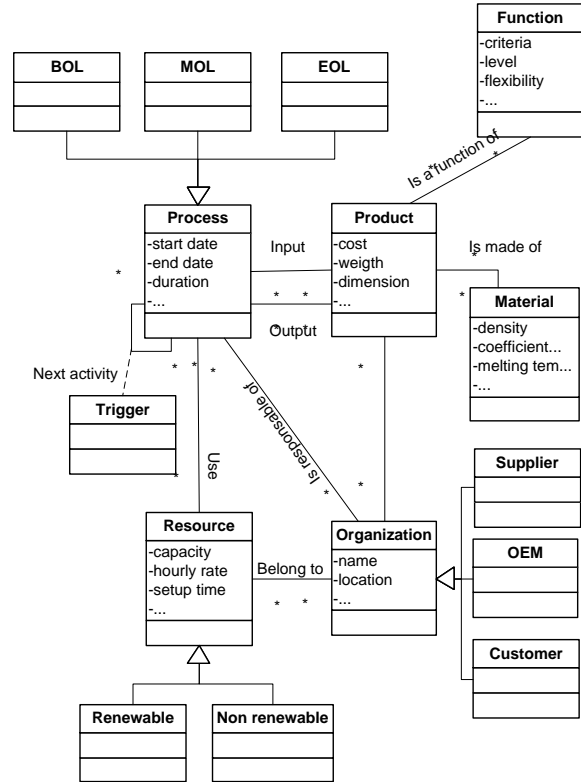 Function
-criteria
-level
-flexibility
-...
BOL
MOL
EOL
*
Is a function of
*
Process
-start date
-end date
-duration
-...
Input
Product
-cost
-weigth
-dimension
-...
Is made of
*
*
*
* *
* *
Output
Material
-density
-coefficient...
-melting tem...
-...
Next activity
* * *
*
Trigger
Use
Is responsable of
*
*
*
Supplier
Resource
-capacity
-hourly rate
-setup time
-...
Belong to
* *
Organization
-name
-location
-...
OEM
Customer
Renewable
Non renewable